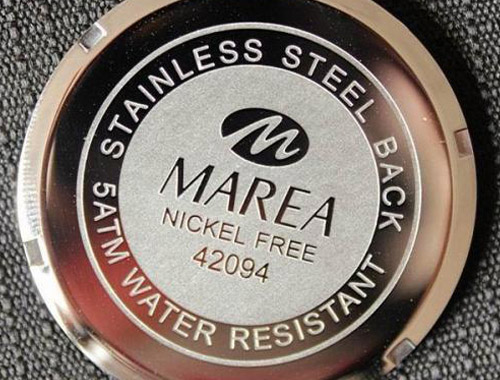 STAINLESS STEEL BACK
MAREA
NICKEL FREE
42094
5ATM WATER RESISTANT